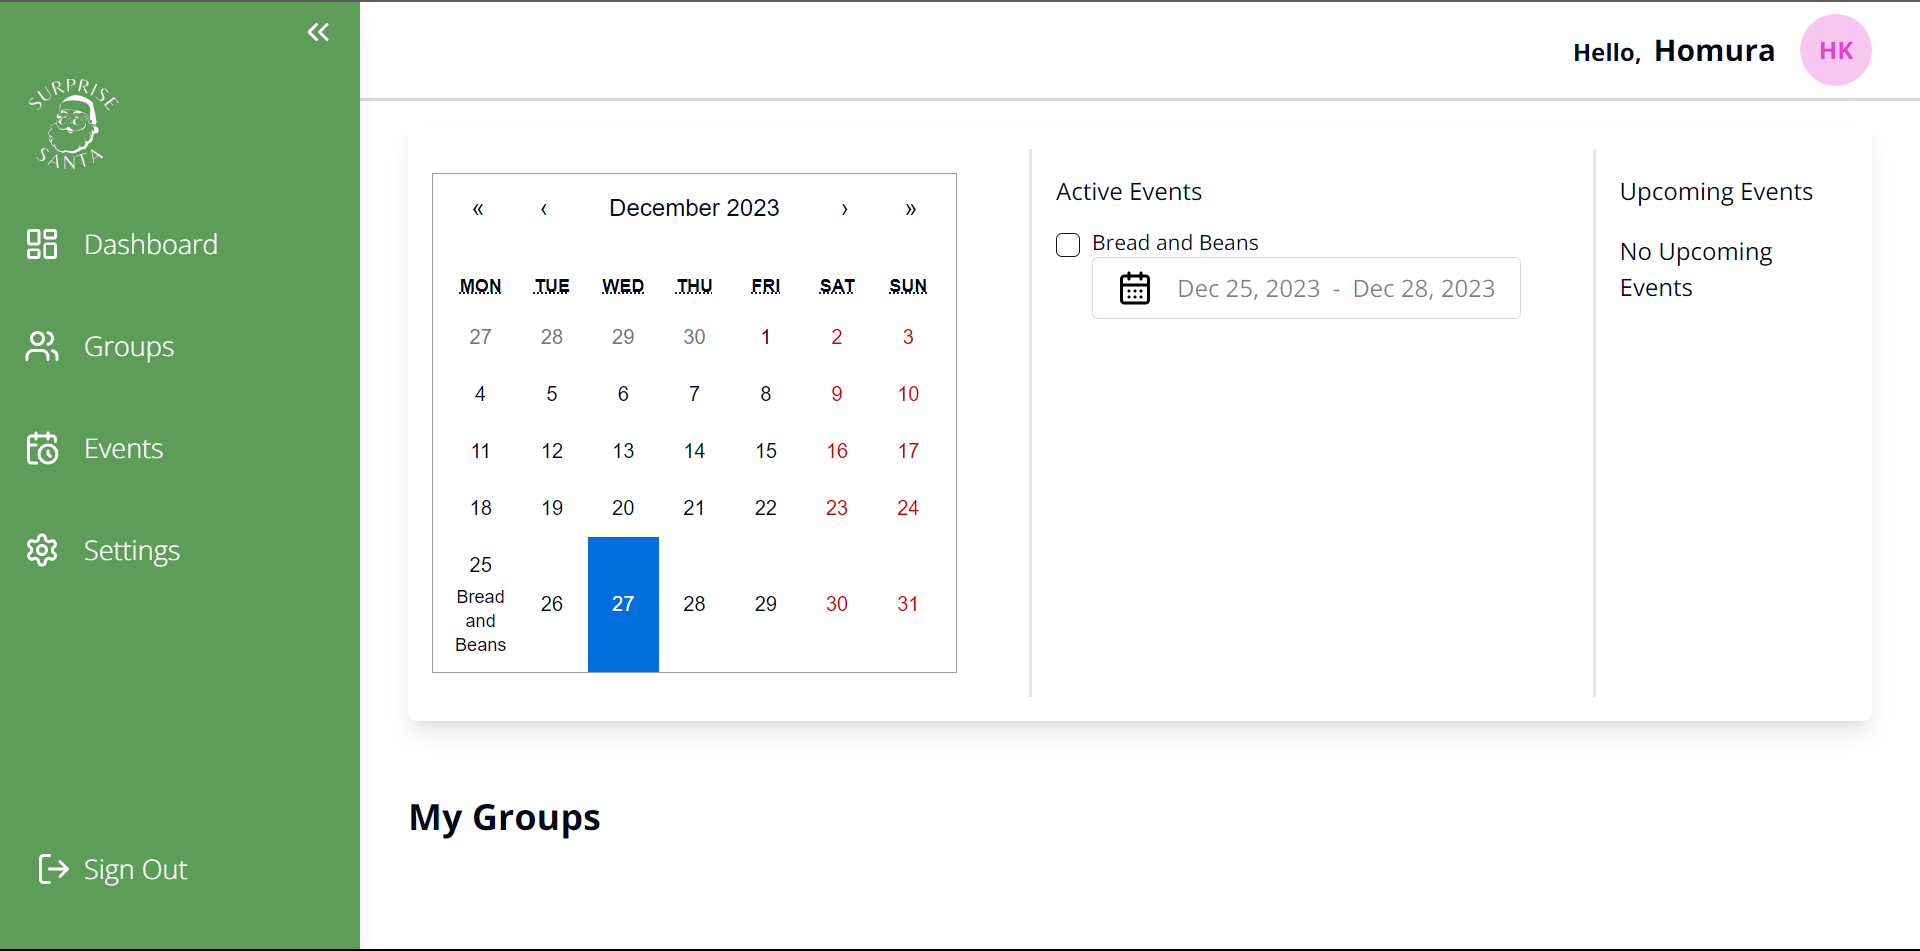 SURPRISE
SANTA
Dashboard
Groups
Events
Settings
Sign Out
Hello, Homura
HK
« ‹ December 2023 › »
MON TUE WED THU FRI SAT SUN
27 28 29 30 1 2 3
4 5 6 7 8 9 10
11 12 13 14 15 16 17
18 19 20 21 22 23 24
25 26 27 28 29 30 31
Bread
and
Beans
Active Events
Bread and Beans
Dec 25, 2023 - Dec 28, 2023
Upcoming Events
No Upcoming
Events
My Groups